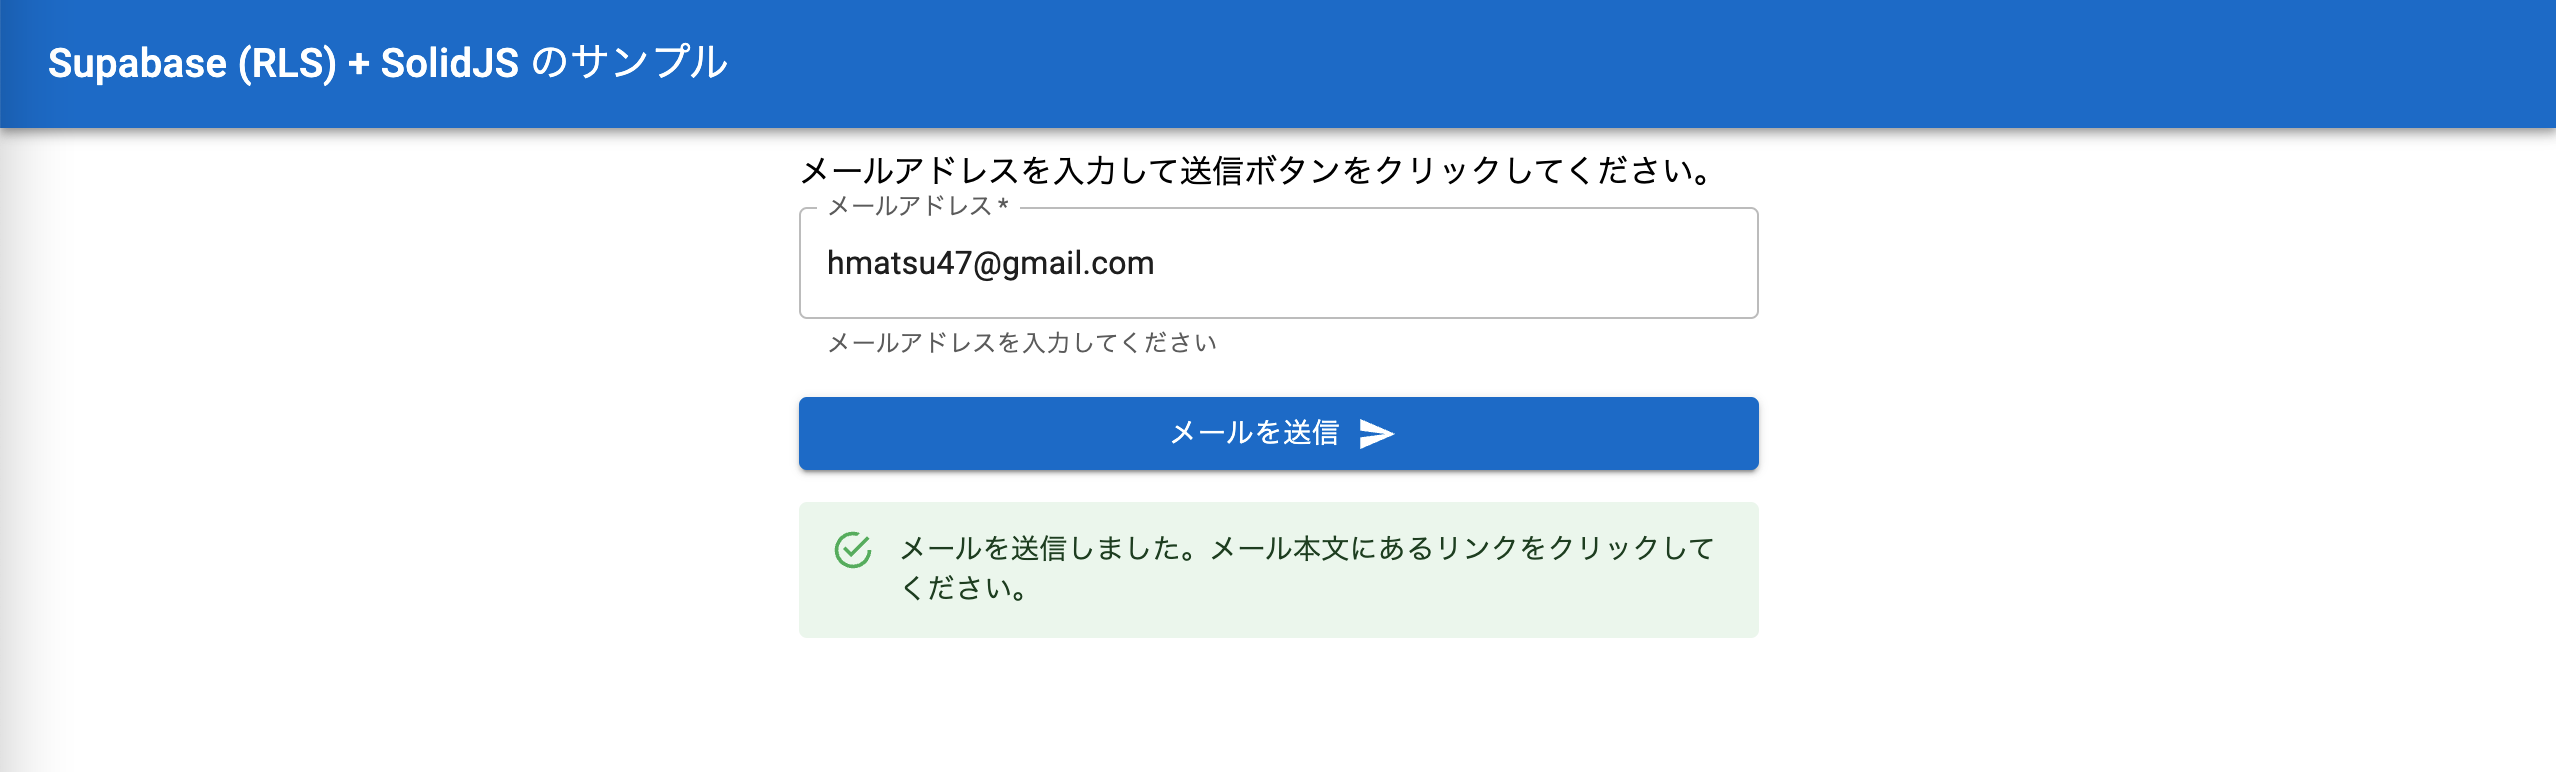 Supabase (RLS) + SolidJS のサンプル
メールアドレスを入力して送信ボタンをクリックしてください。
メールアドレス *
hmatsu47@gmail.com
メールアドレスを入力してください
メールを送信
メールを送信しました。メール本文にあるリンクをクリックして
ください。